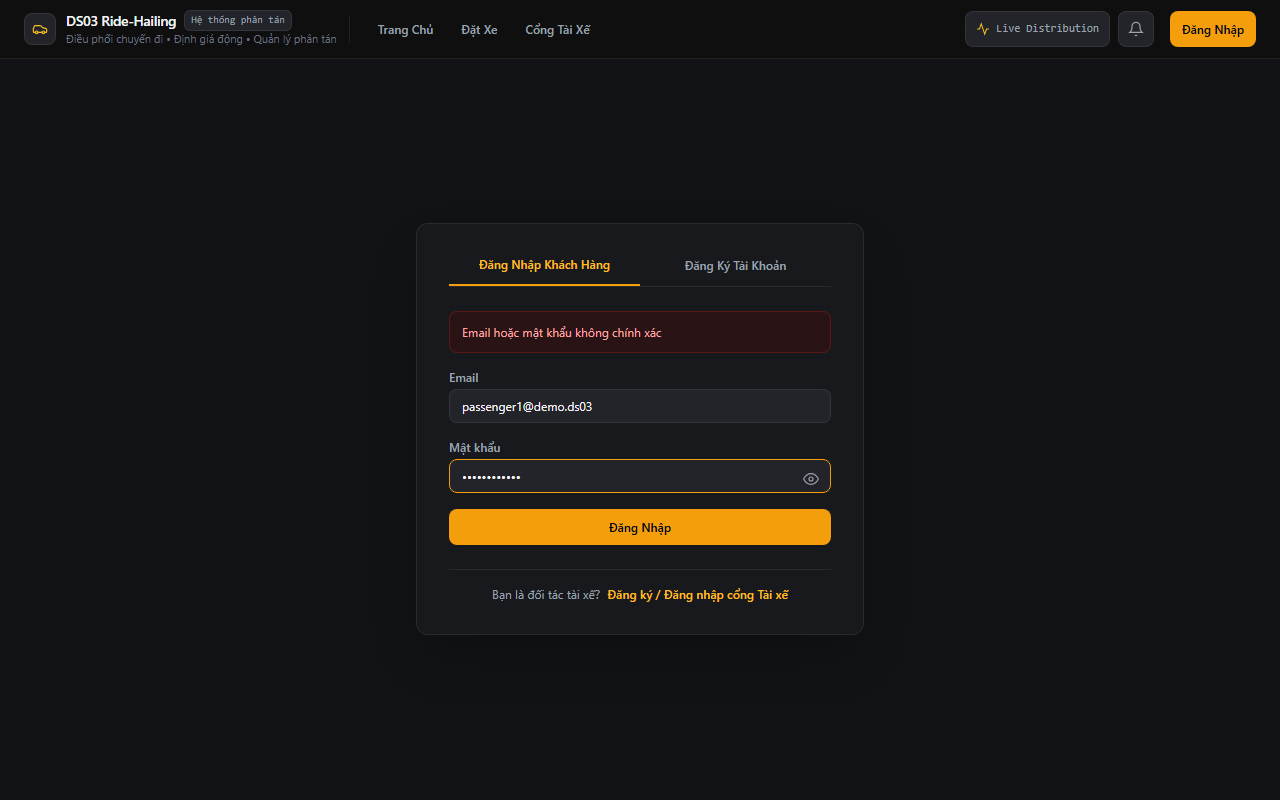 DS03 Ride-Hailing
Hệ thống phân tán
Điều phối chuyến đi • Định giá động • Quản lý phân tán
Trang Chủ
Đặt Xe
Cổng Tài Xế
Live Distribution
Đăng Nhập
Đăng Nhập Khách Hàng
Đăng Ký Tài Khoản
Email hoặc mật khẩu không chính xác
Email
passenger1@demo.ds03
Mật khẩu
••••••••••••
Đăng Nhập
Bạn là đối tác tài xế? Đăng ký / Đăng nhập cổng Tài xế